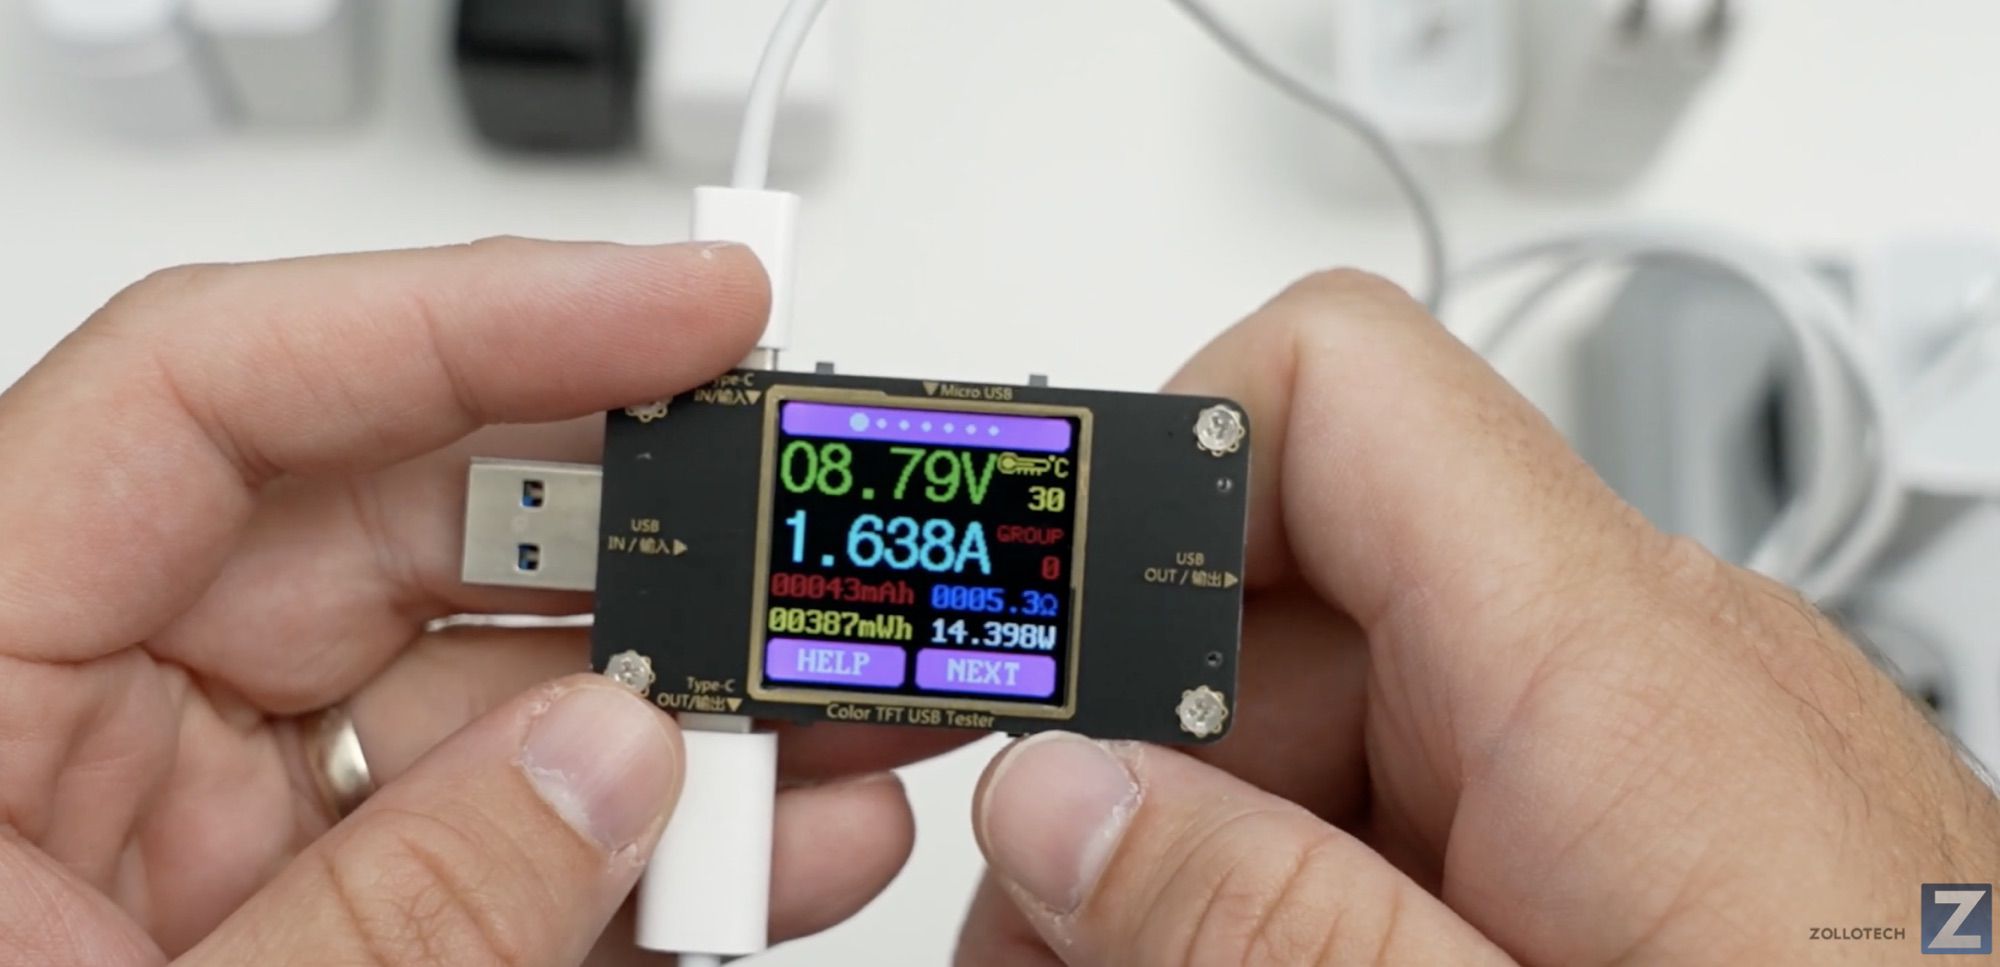 Type-C
IN/输入▼
▼Micro USB
08.79V
℃
30
1.638A
GROUP
0
USB
IN / 输入▶
USB
OUT / 输出▶
00043mAh
0005.3Ω
00387mWh
14.398W
HELP
NEXT
Type-C
OUT/输出▼
Color TFT USB Tester
ZOLLOTECH
Z